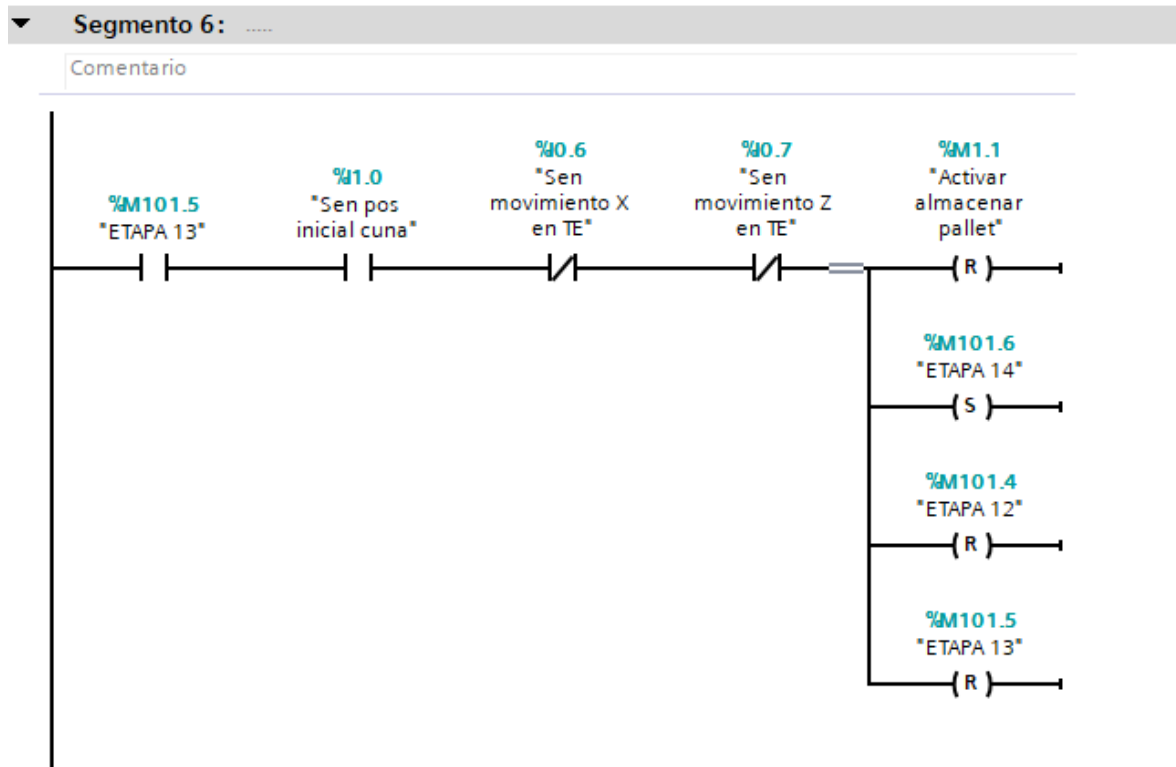 Segmento 6: .....
Comentario
%M101.5
"ETAPA 13"
%I1.0
"Sen pos
inicial cuna"
%I0.6
"Sen
movimiento X
en TE"
%I0.7
"Sen
movimiento Z
en TE"
%M1.1
"Activar
almacenar
pallet"
R
%M101.6
"ETAPA 14"
S
%M101.4
"ETAPA 12"
R
%M101.5
"ETAPA 13"
R